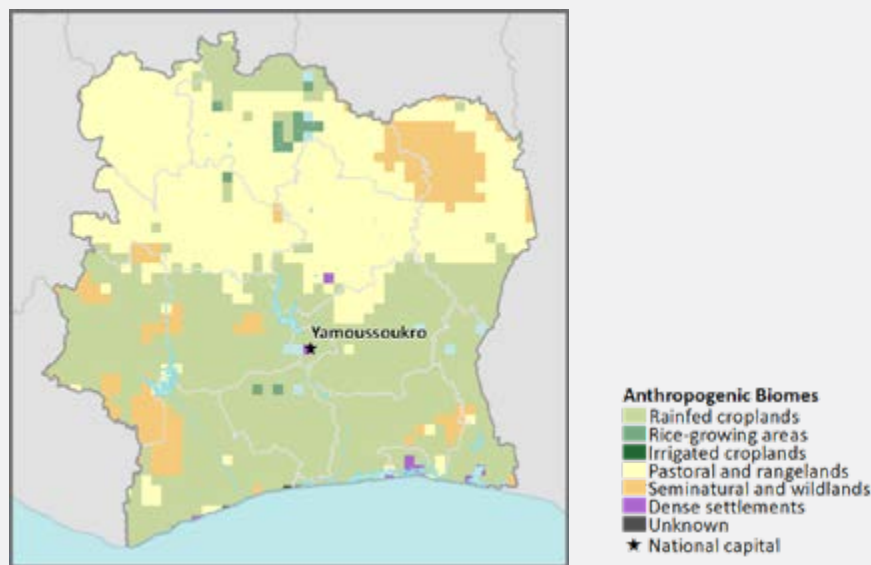 Yamoussoukro
Anthropogenic Biomes
Rainfed croplands
Rice-growing areas
Irrigated croplands
Pastoral and rangelands
Seminatural and wildlands
Dense settlements
Unknown
National capital